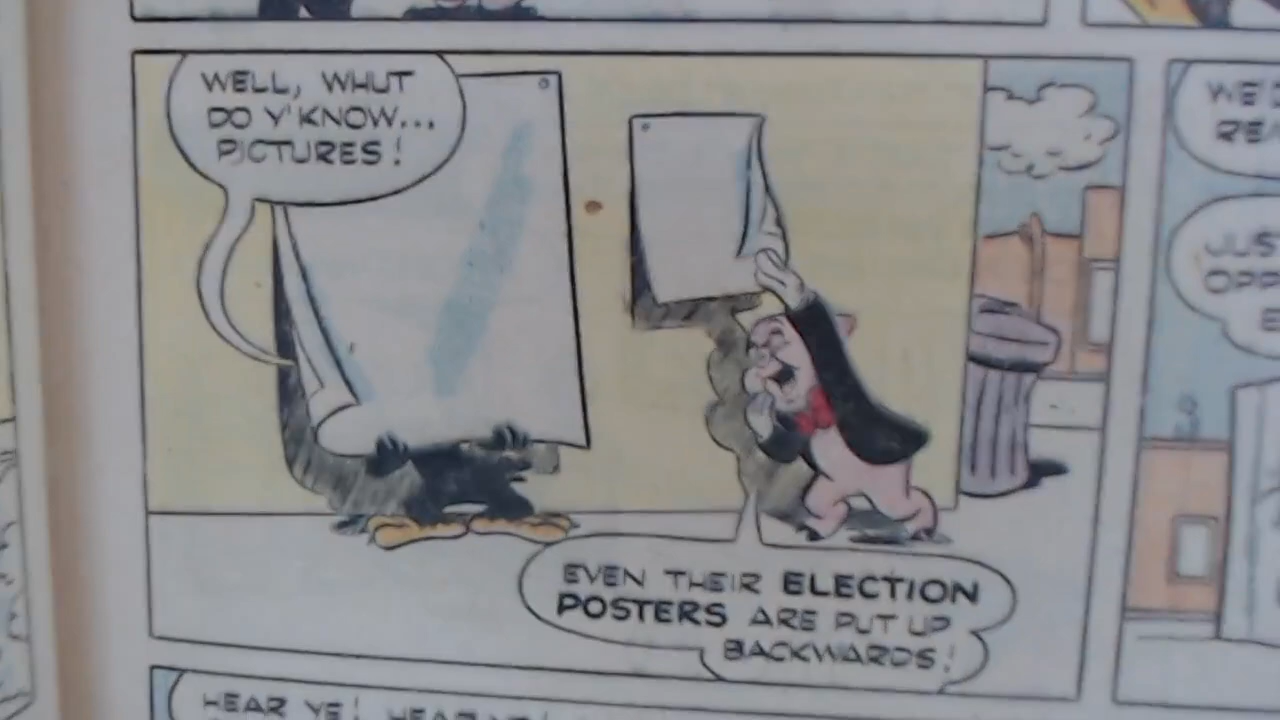 WELL, WHUT
DO Y'KNOW...
PICTURES!
EVEN THEIR ELECTION
POSTERS ARE PUT UP
BACKWARDS!
HEAR YE!